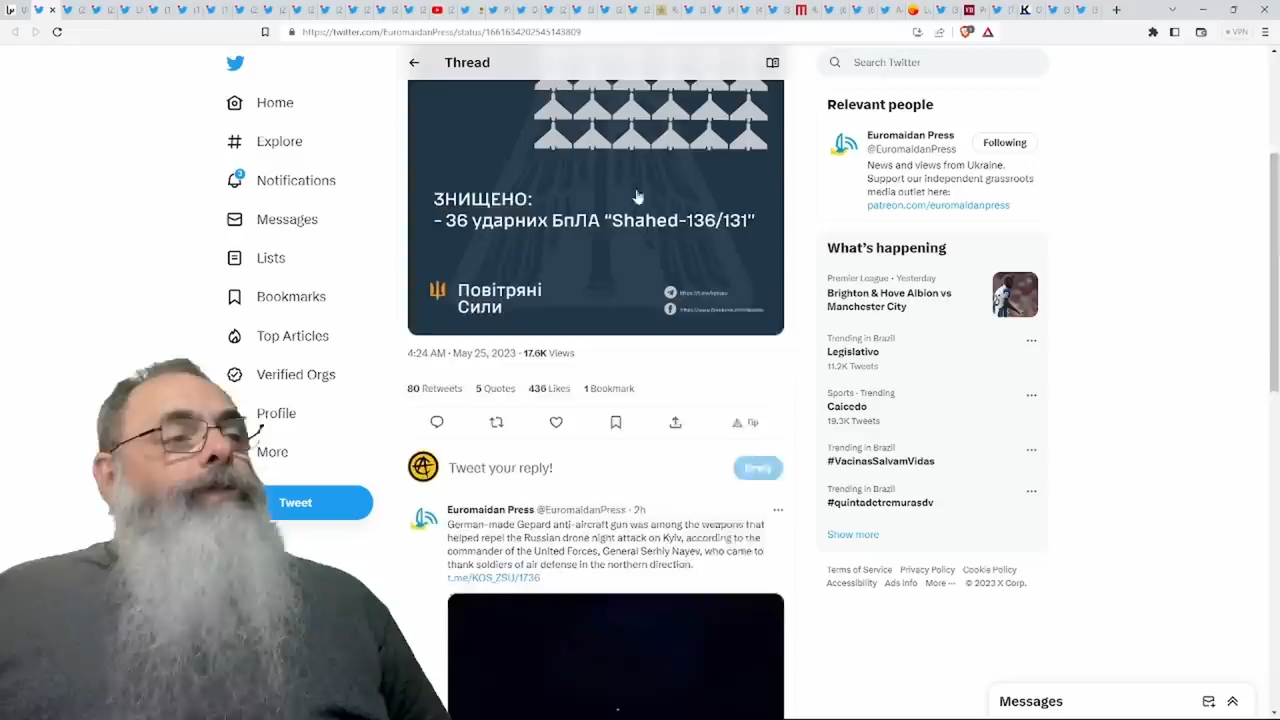 https://twitter.com/EuromaidanPress/status/1661634202545143809
VPN
Home
Explore
3
Notifications
Messages
Lists
Bookmarks
Top Articles
Verified Orgs
Profile
More
Tweet
Thread
ЗНИЩЕНО:
- 36 ударних БпЛА “Shahed-136/131”
Повітряні
Сили
4:24 AM · May 25, 2023 · 17.6K Views
80 Retweets 5 Quotes 436 Likes 1 Bookmark
Tip
Tweet your reply!
Reply
Euromaidan Press @EuromaidanPress · 2h
German-made Gepard anti-aircraft gun was among the weapons that
helped repel the Russian drone night attack on Kyiv, according to the
commander of the United Forces, General Serhiy Nayev, who came to
thank soldiers of air defense in the northern direction.
t.me/KOS_ZSU/1736
Search Twitter
Relevant people
Euromaidan Press
@EuromaidanPress
Following
News and views from Ukraine.
Support our independent grassroots
media outlet here:
patreon.com/euromaidanpress
What’s happening
Premier League · Yesterday
Brighton & Hove Albion vs
Manchester City
Trending in Brazil
Legislativo
11.2K Tweets
Sports · Trending
Caicedo
19.3K Tweets
Trending in Brazil
#VacinasSalvamVidas
Trending in Brazil
#quintadetremurasdv
Show more
Terms of Service Privacy Policy Cookie Policy
Accessibility Ads info More ··· © 2023 X Corp.
Messages